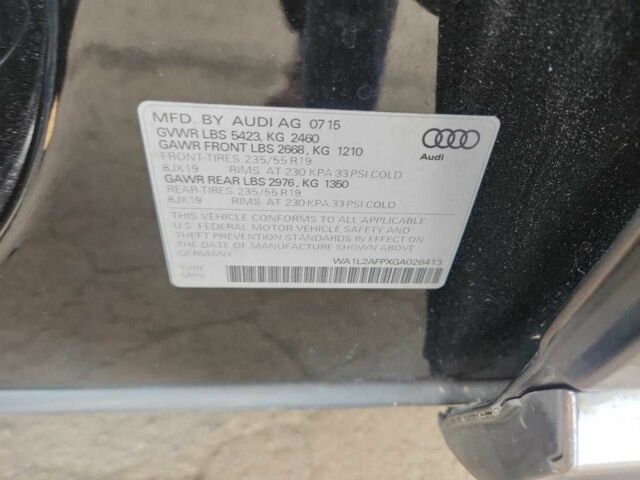 MFD. BY AUDI AG 07 15
GVWR LBS 5423, KG 2460
GAWR FRONT LBS 2668, KG 1210
FRONT-TIRES 235/55 R19
8JX19 RIMS AT 230 KPA 33 PSI COLD
GAWR REAR LBS 2976, KG 1350
REAR-TIRES 235/55 R19
8JX19 RIMS AT 230 KPA 33 PSI COLD
THIS VEHICLE CONFORMS TO ALL APPLICABLE
U.S. FEDERAL MOTOR VEHICLE SAFETY AND
THEFT PREVENTION STANDARDS IN EFFECT ON
THE DATE OF MANUFACTURE SHOWN ABOVE
GERMANY
WA1L2AFPXGA026413
TYPE
MPV
Audi